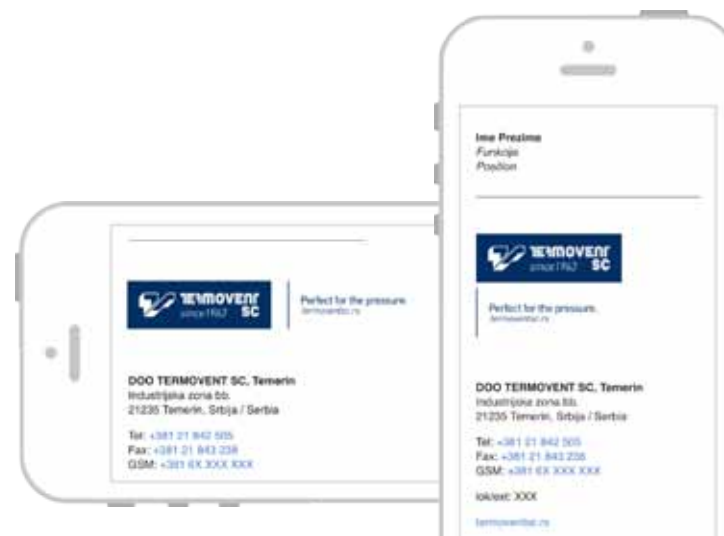 TERMOVENT
since 1962 SC
Perfect for the pressure.
termoventsc.rs
DOO TERMOVENT SC, Temerin
Industrijska zona bb.
21235 Temerin, Srbija / Serbia
Tel: +381 21 842 505
Fax: +381 21 843 238
GSM: +381 6X XXX XXX
Ime Prezime
Funkcija
Position
TERMOVENT
since 1962 SC
Perfect for the pressure.
termoventsc.rs
DOO TERMOVENT SC, Temerin
Industrijska zona bb.
21235 Temerin, Srbija / Serbia
Tel: +381 21 842 505
Fax: +381 21 843 238
GSM: +381 6X XXX XXX
lok/ext: XXX
termoventsc.rs